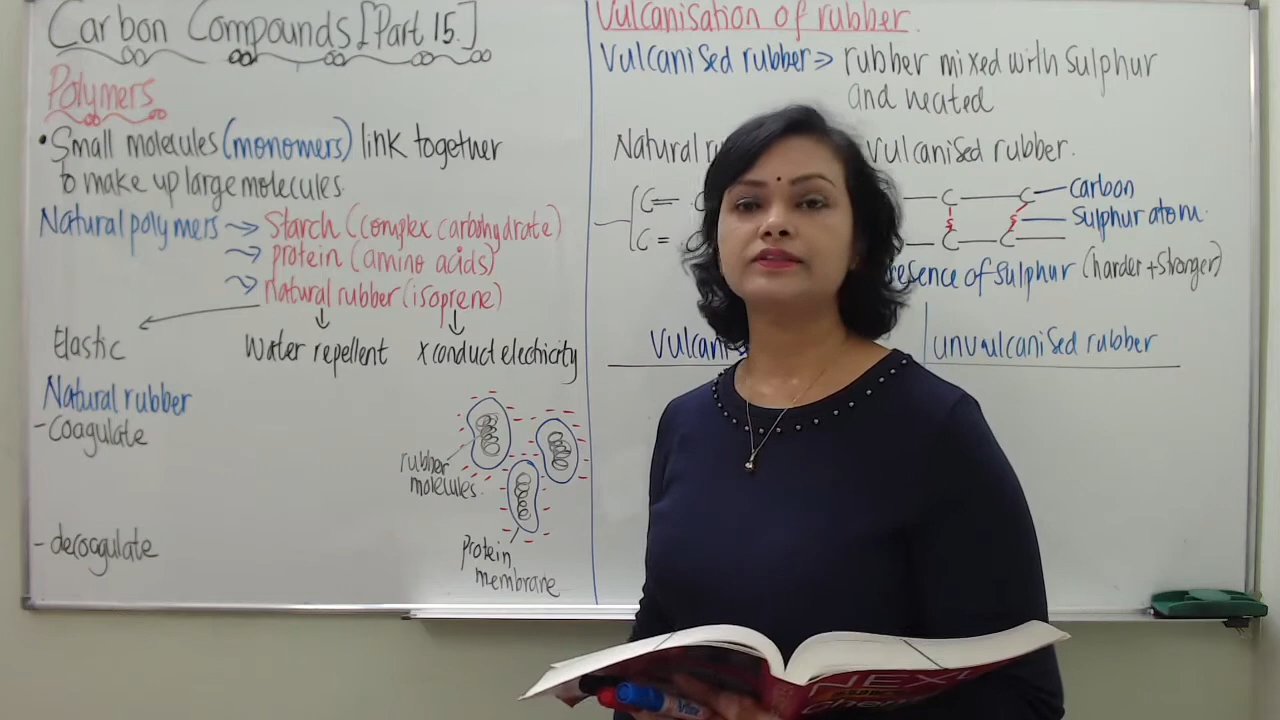 Carbon Compounds [Part 15.]
Polymers
• Small molecules (monomers) link together
to make up large molecules.
Natural polymers → Starch (complex carbohydrate)
→ protein (amino acids)
→ natural rubber (isoprene)
Elastic
Water repellent
x conduct electricity
Natural rubber
- Coagulate
rubber
molecules.
- decoagulate
protein
membrane
Vulcanisation of rubber.
Vulcanised rubber => rubber mixed with Sulphur
and heated
Natural
Vulcanised rubber.
C = C
C =
C C carbon
S S sulphur atom.
C C
of Sulphur (harder + stronger)
unvulcanised rubber
NEX